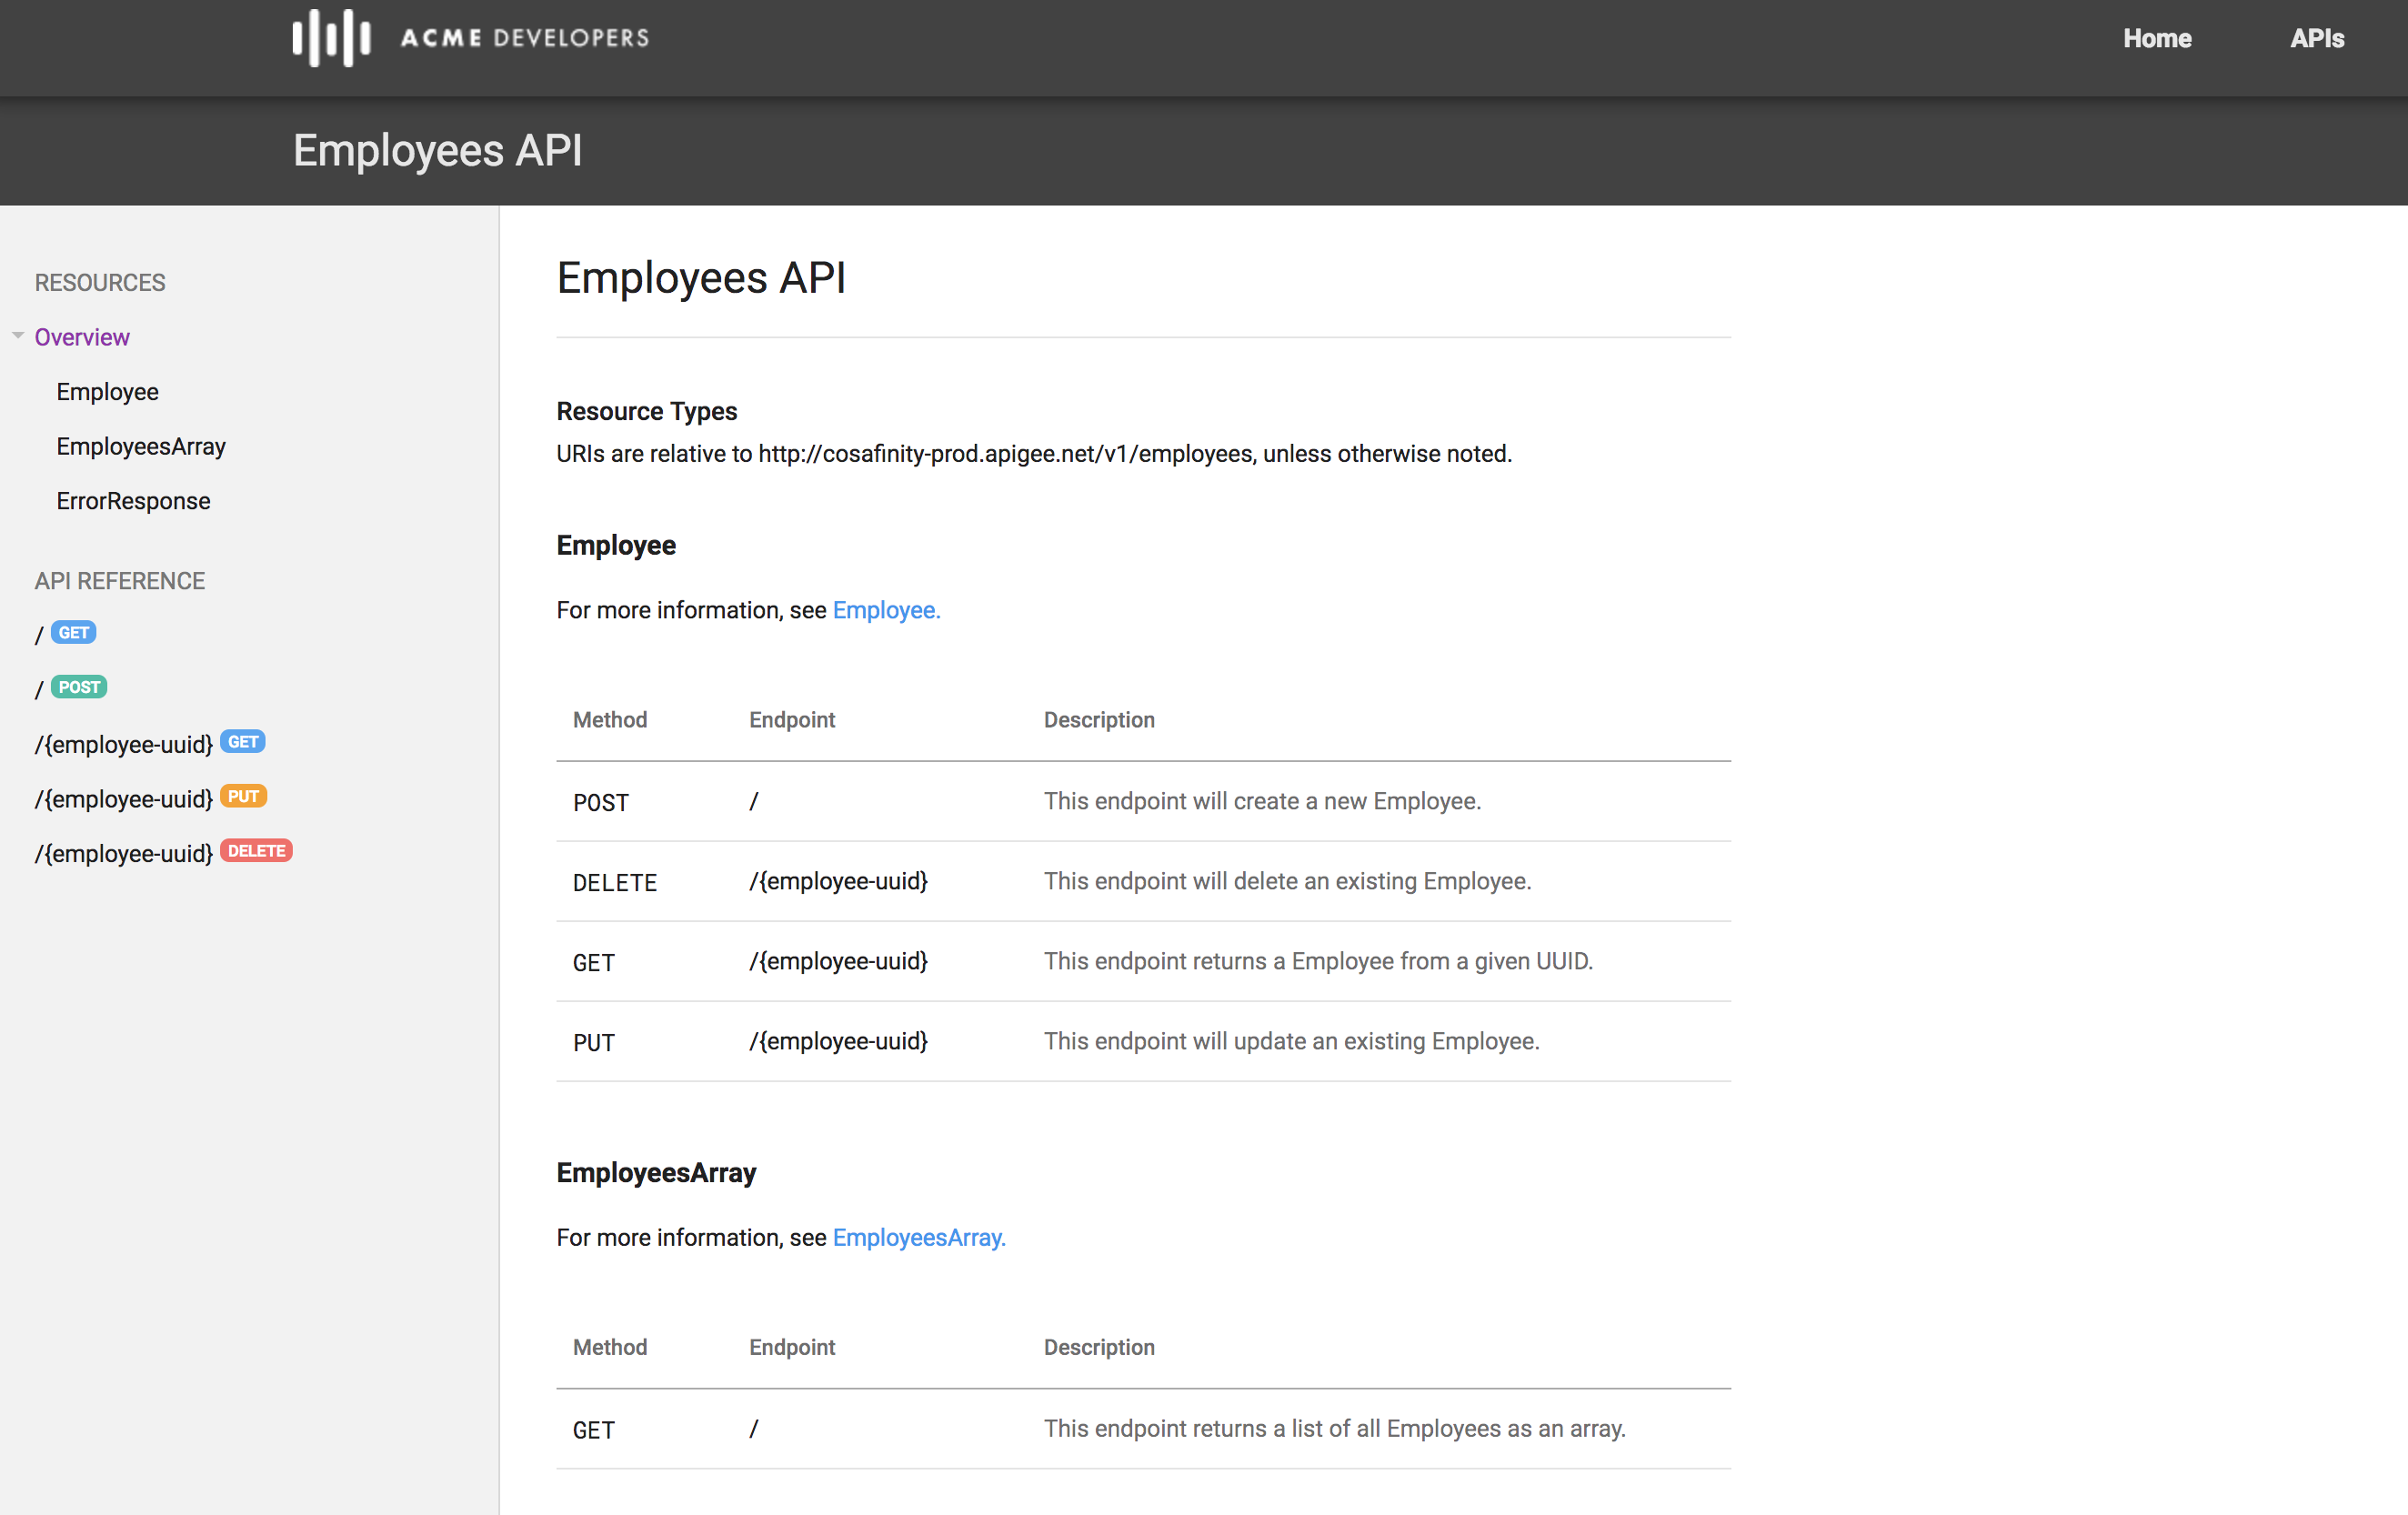 ACME DEVELOPERS
Home
APIs
Employees API
RESOURCES
Overview
Employee
EmployeesArray
ErrorResponse
API REFERENCE
/ GET
/ POST
/{employee-uuid} GET
/{employee-uuid} PUT
/{employee-uuid} DELETE
Employees API
Resource Types
URIs are relative to http://cosafinity-prod.apigee.net/v1/employees, unless otherwise noted.
Employee
For more information, see Employee.
Method Endpoint Description
POST / This endpoint will create a new Employee.
DELETE /{employee-uuid} This endpoint will delete an existing Employee.
GET /{employee-uuid} This endpoint returns a Employee from a given UUID.
PUT /{employee-uuid} This endpoint will update an existing Employee.
EmployeesArray
For more information, see EmployeesArray.
Method Endpoint Description
GET / This endpoint returns a list of all Employees as an array.